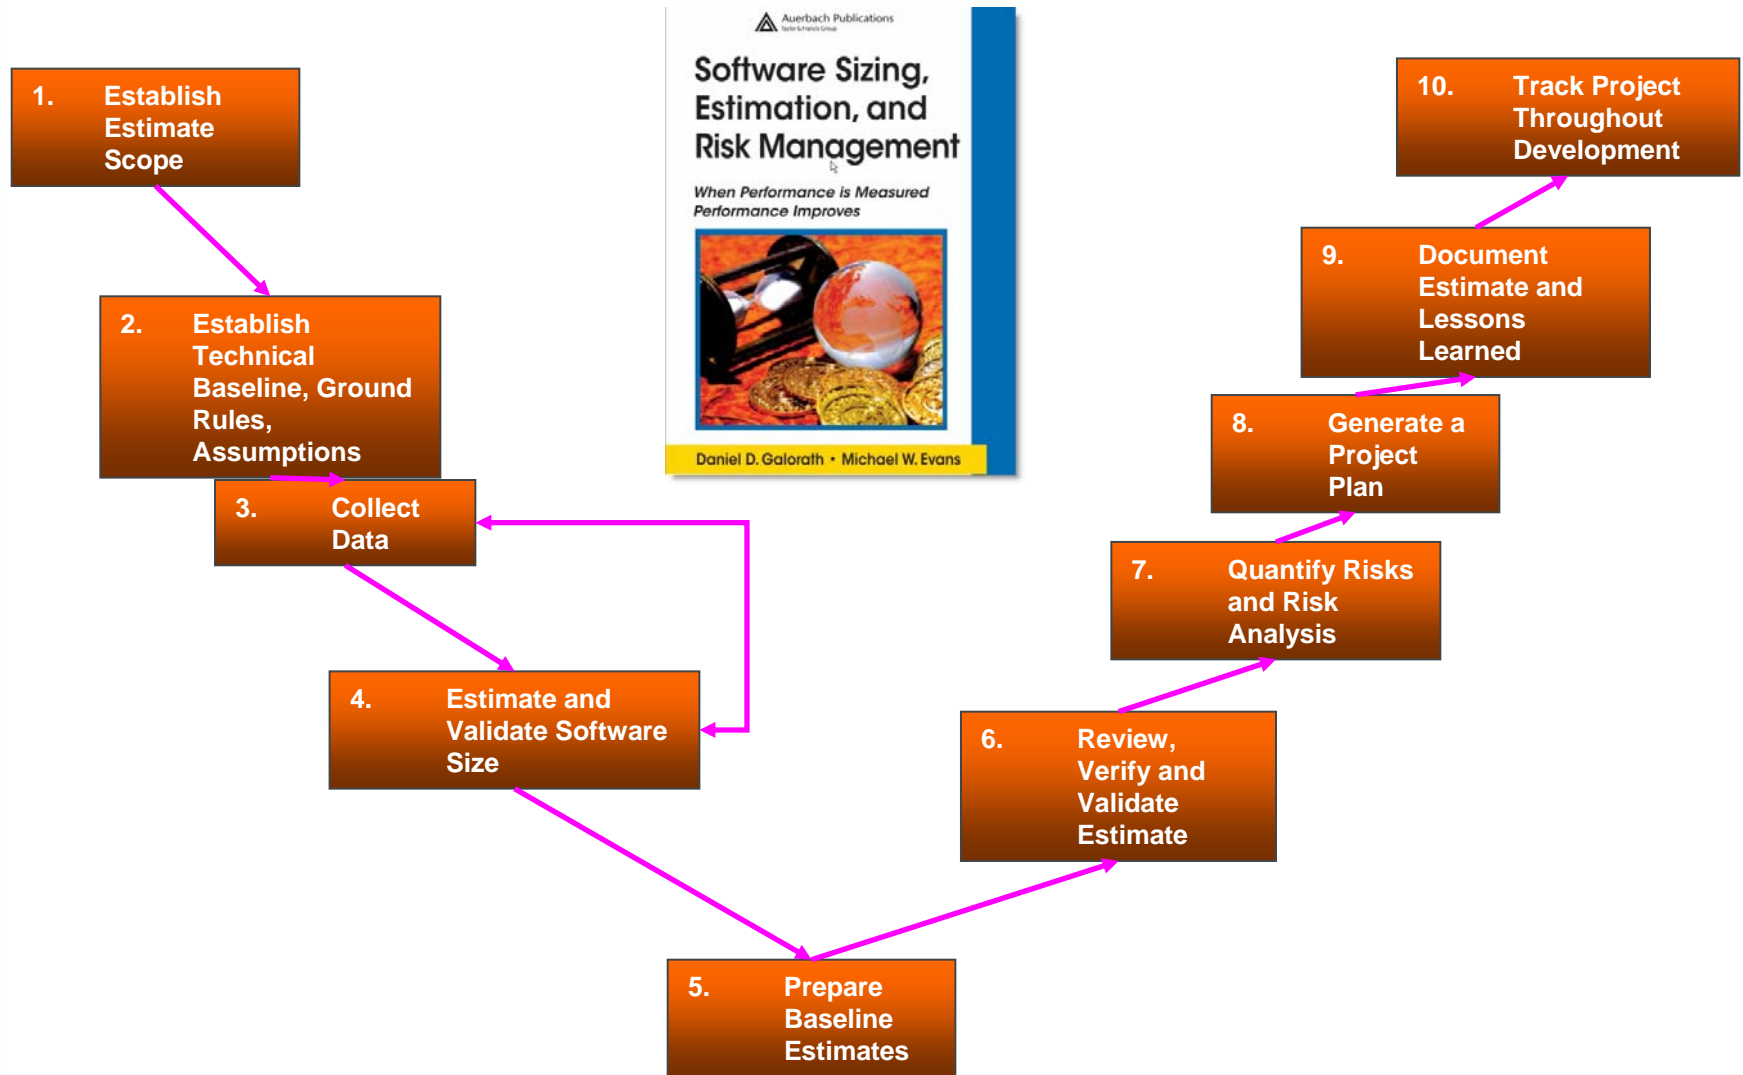 Auerbach Publications
Taylor & Francis Group
Software Sizing,
Estimation, and
Risk Management
When Performance is Measured
Performance Improves
Daniel D. Galorath • Michael W. Evans
1. Establish
Estimate
Scope
2. Establish
Technical
Baseline, Ground
Rules,
Assumptions
3. Collect
Data
4. Estimate and
Validate Software
Size
5. Prepare
Baseline
Estimates
6. Review,
Verify and
Validate
Estimate
7. Quantify Risks
and Risk
Analysis
8. Generate a
Project
Plan
9. Document
Estimate and
Lessons
Learned
10. Track Project
Throughout
Development